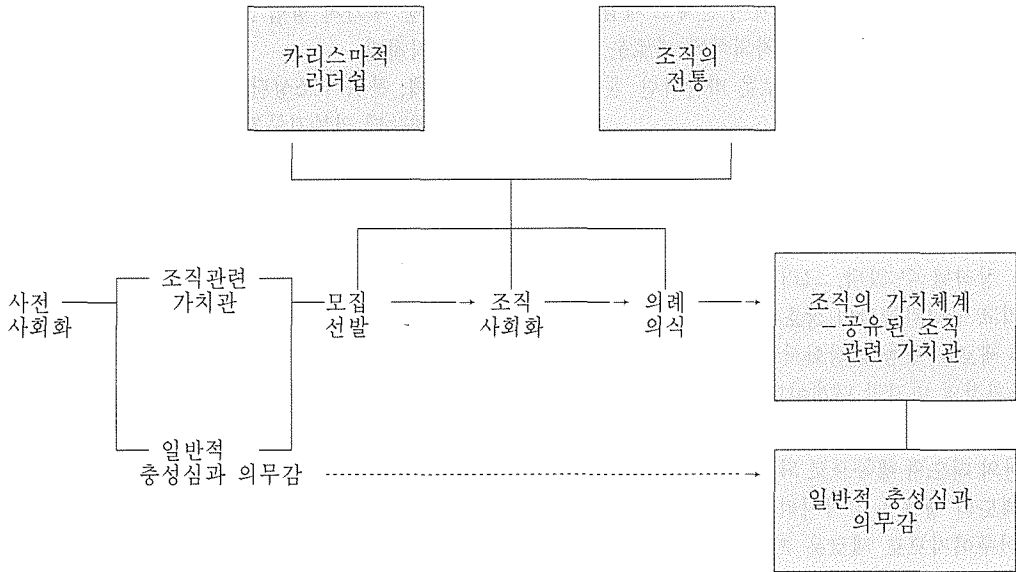 카리스마적
리더쉽
조직의
전통
조직관련
가치관
사전
사회화
모집
선발
조직
사회화
의례
의식
조직의 가치체계
-공유된 조직
관련 가치관
일반적
충성심과 의무감
일반적 충성심과
의무감